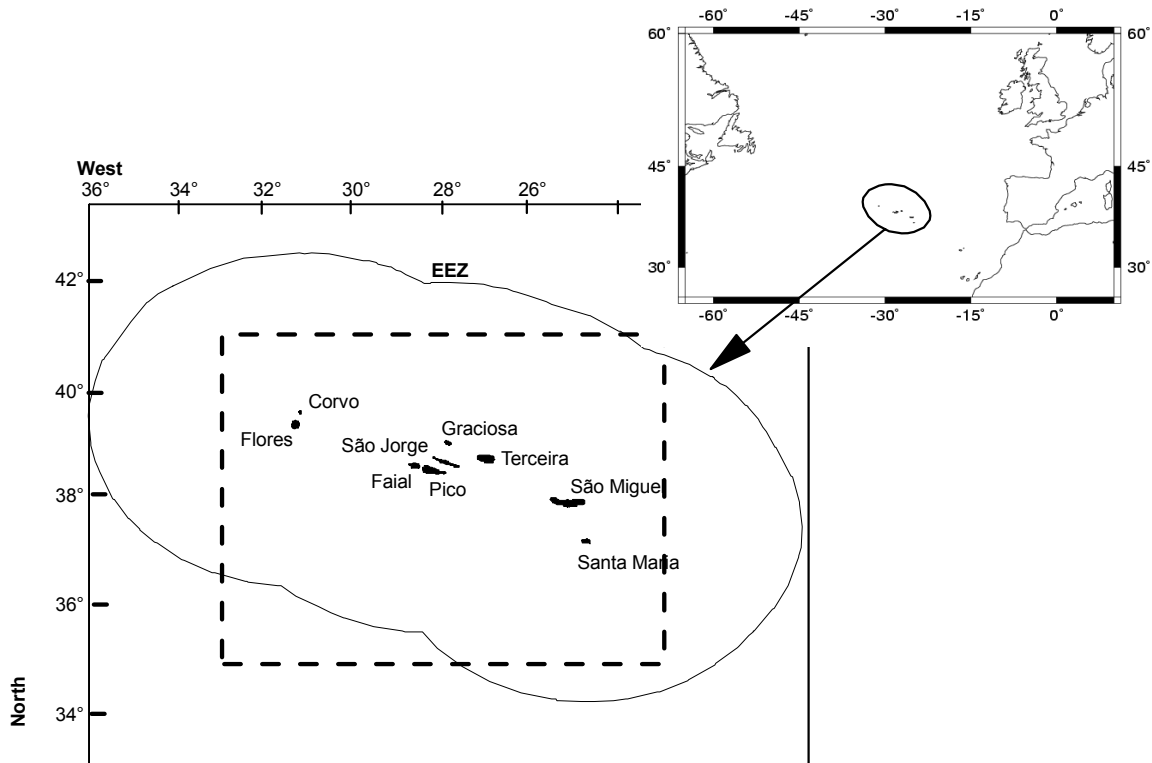 -60° -45° -30° -15° 0°
60° 60°
45° 45°
30° 30°
-60° -45° -30° -15° 0°
West
36° 34° 32° 30° 28° 26°
EEZ
42°
40°
Corvo
Flores
Graciosa
São Jorge
Terceira
Faial
Pico
38°
São Miguel
Santa Maria
36°
34°
North